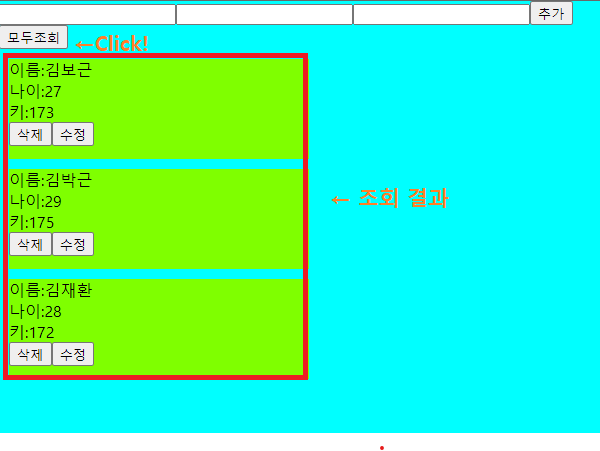 추가
모두조회
←Click!
이름:김보근
나이:27
키:173
삭제 수정
이름:김박근
나이:29
키:175
삭제 수정
← 조회 결과
이름:김재환
나이:28
키:172
삭제 수정